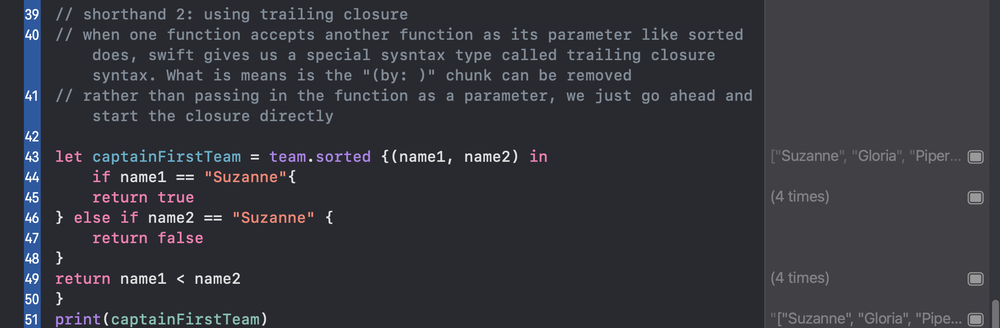 39 // shorthand 2: using trailing closure
40 // when one function accepts another function as its parameter like sorted
does, swift gives us a special sysntax type called trailing closure
syntax. What is means is the "(by: )" chunk can be removed
41 // rather than passing in the function as a parameter, we just go ahead and
start the closure directly
42
43 let captainFirstTeam = team.sorted {(name1, name2) in ["Suzanne", "Gloria", "Piper...
44 if name1 == "Suzanne"{
45 return true (4 times)
46 } else if name2 == "Suzanne" {
47 return false
48 }
49 return name1 < name2 (4 times)
50 }
51 print(captainFirstTeam) "["Suzanne", "Gloria", "Pipe...